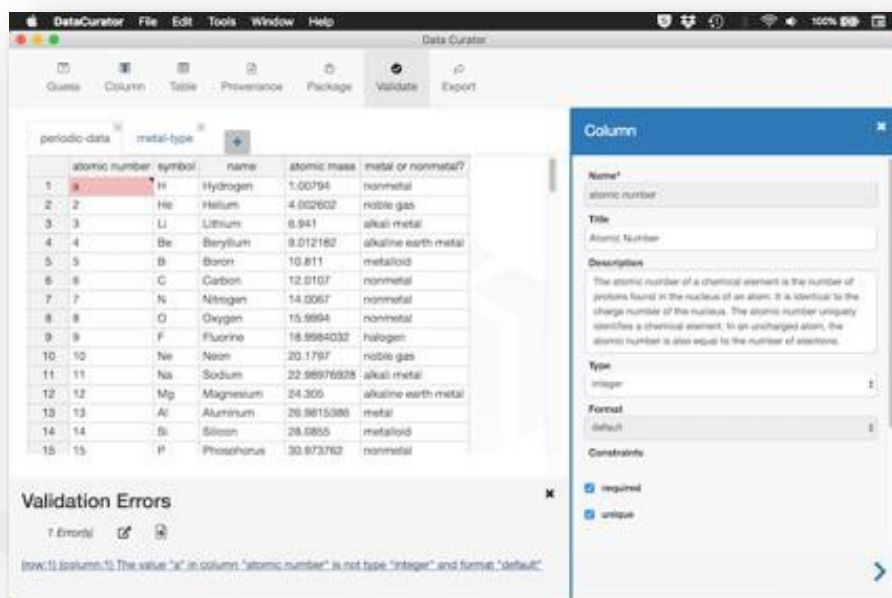 DataCurator File Edit Tools Window Help 100%
Data Curator
Guess Column Table Provenance Package Validate Export
periodic-data metal-type +
atomic number symbol name atomic mass metal or nonmetal?
1 a H Hydrogen 1.00794 nonmetal
2 2 He Helium 4.002602 noble gas
3 3 Li Lithium 6.941 alkali metal
4 4 Be Beryllium 9.012182 alkaline earth metal
5 5 B Boron 10.811 metalloid
6 6 C Carbon 12.0107 nonmetal
7 7 N Nitrogen 14.0067 nonmetal
8 8 O Oxygen 15.9994 nonmetal
9 9 F Fluorine 18.9984032 halogen
10 10 Ne Neon 20.1797 noble gas
11 11 Na Sodium 22.98976928 alkali metal
12 12 Mg Magnesium 24.305 alkaline earth metal
13 13 Al Aluminum 26.9815386 metal
14 14 Si Silicon 28.0855 metalloid
15 15 P Phosphorus 30.973762 nonmetal
Column
Name*
atomic number
Title
Atomic Number
Description
The atomic number of a chemical element is the number of
protons found in the nucleus of an atom. It is identical to the
charge number of the nucleus. The atomic number uniquely
identifies a chemical element. In an uncharged atom, the
atomic number is also equal to the number of electrons.
Type
integer
Format
default
Constraints
required
unique
Validation Errors
1 Error(s)
(row:1) (column:1) The value "a" in column "atomic number" is not type "integer" and format "default"